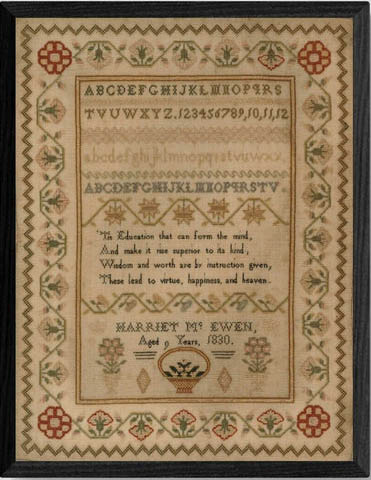 ABCDEFGHIJKLMNOPQRS
TVUWXYZ.123456789,10,11,12
abcdefghijklmnopqrstvuwxx
ABCDEFGHIJKLMNOPQRSTV
'Tis Education that can form the mind,
And make it rise superior to its kind;
Wisdom and worth are by instruction given,
These lead to virtue, happiness, and heaven.
HARRIET Mc EWEN,
Aged 9 Years, 1830.